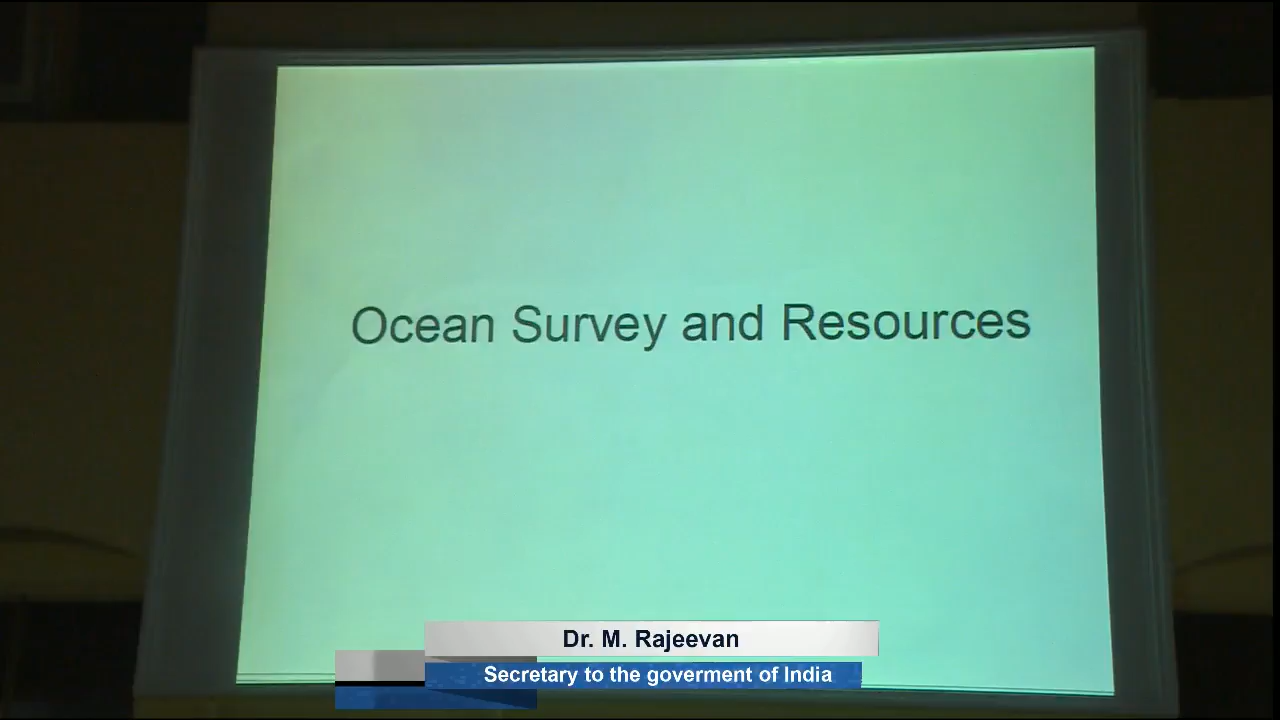 Ocean Survey and Resources
Dr. M. Rajeevan
Secretary to the goverment of India